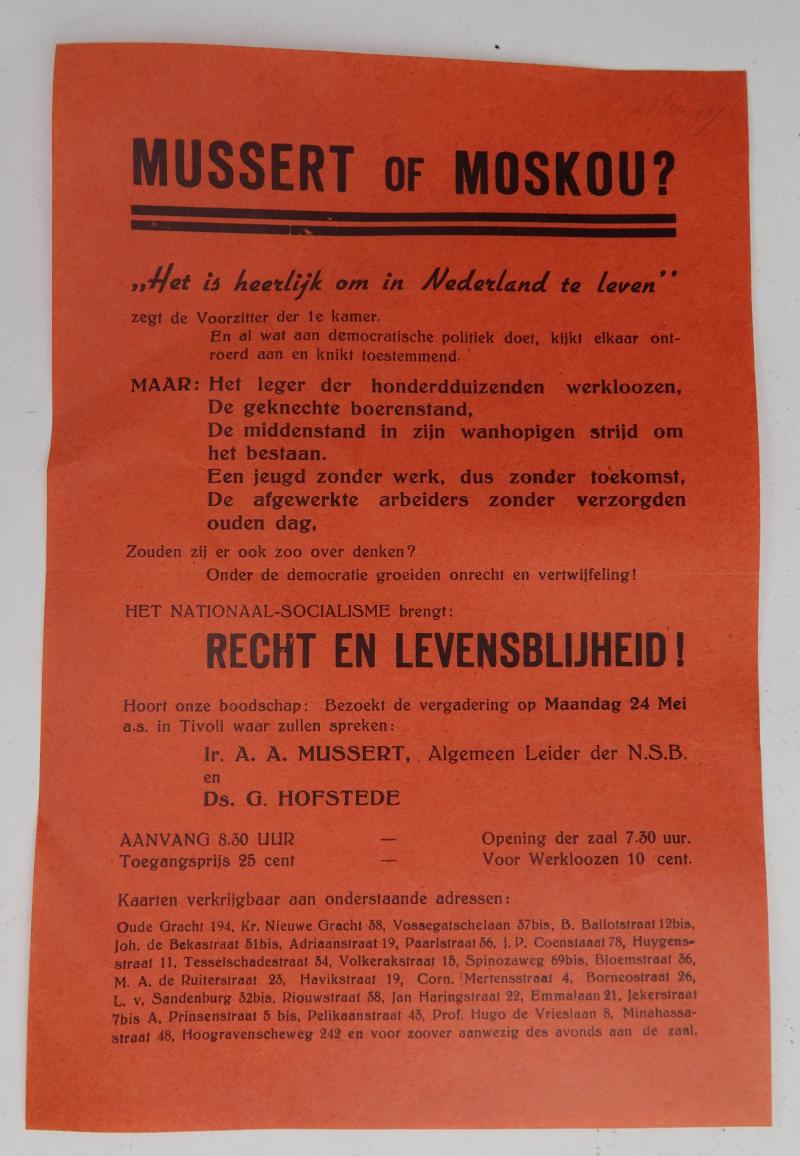 MUSSERT OF MOSKOU?
„Het is heerlijk om in Nederland te leven”
zegt de Voorzitter der 1e kamer.
En al wat aan democratische politiek doet, kijkt elkaar ont-
roerd aan en knikt toestemmend.
MAAR: Het leger der honderdduizenden werkloozen,
De geknechte boerenstand,
De middenstand in zijn wanhopigen strijd om
het bestaan.
Een jeugd zonder werk, dus zonder toekomst,
De afgewerkte arbeiders zonder verzorgden
ouden dag,
Zouden zij er ook zoo over denken?
Onder de democratie groeiden onrecht en vertwijfeling!
HET NATIONAAL-SOCIALISME brengt:
RECHT EN LEVENSBLIJHEID!
Hoort onze boodschap: Bezoekt de vergadering op Maandag 24 Mei
a.s. in Tivoli waar zullen spreken:
Ir. A. A. MUSSERT, Algemeen Leider der N.S.B.
en
Ds. G. HOFSTEDE
AANVANG 8.30 UUR — Opening der zaal 7.30 uur.
Toegangsprijs 25 cent — Voor Werkloozen 10 cent.
Kaarten verkrijgbaar aan onderstaande adressen:
Oude Gracht 194, Kr. Nieuwe Gracht 38, Vossegatschelaan 37bis, B. Ballotstraat 12bis,
Joh. de Bekastraat 51bis, Adriaanstraat 19, Paarlstraat 36, J. P. Coenstaaat 78, Huygens-
straat 11, Tesselschadestraat 34, Volkerakstraat 15, Spinozaweg 69bis, Bloemstraat 36,
M. A. de Ruiterstraat 23, Havikstraat 19, Corn. Mertensstraat 4, Borneostraat 26,
L. v. Sandenburg 32bis, Riouwstraat 38, Jan Haringstraat 22, Emmalaan 21, Jekerstraat
7bis A, Prinsenstraat 5 bis, Pelikaanstraat 43, Prof. Hugo de Vrieslaan 8, Minahassa-
straat 48, Hoogravenscheweg 242 en voor zoover aanwezig des avonds aan de zaal.